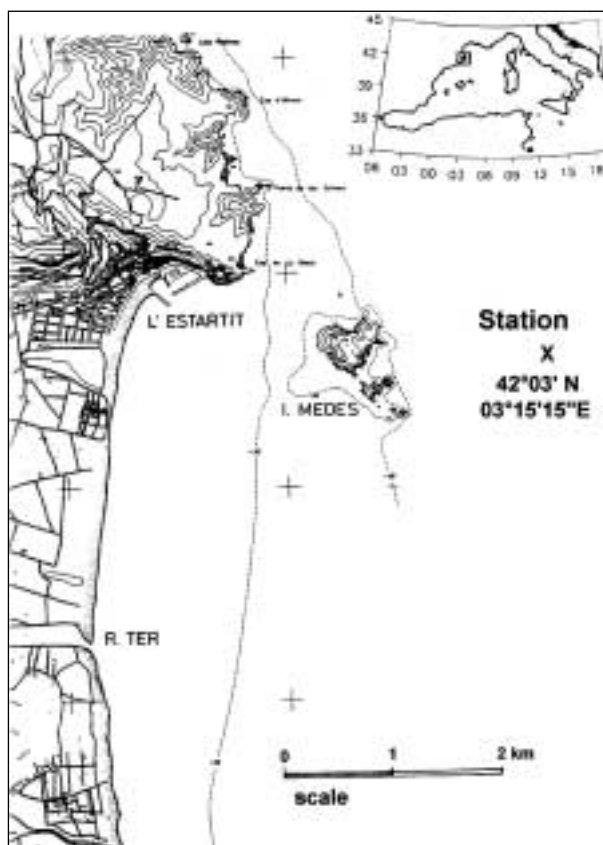 45
42
39
36
33
06 03 00 03 06 09 12 15 18
L' ESTARTIT
I. MEDES
Station
X
42°03' N
03°15'15"E
R. TER
0 1 2 km
scale